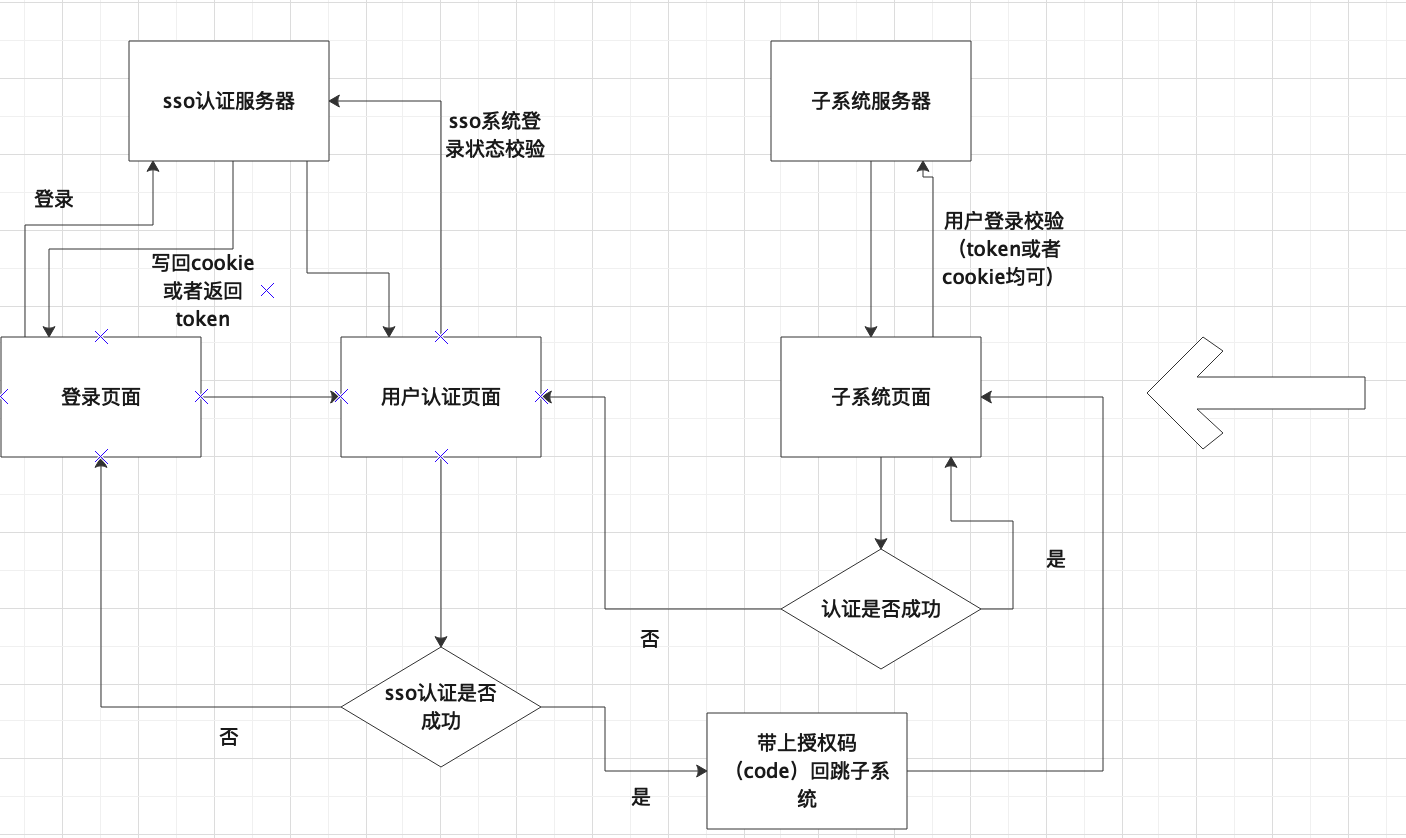 sso认证服务器
子系统服务器
sso系统登
录状态校验
登录
用户登录校验
（token或者
cookie均可）
写回cookie
或者返回
token
登录页面
用户认证页面
子系统页面
是
认证是否成功
否
sso认证是否
成功
否
带上授权码
（code）回跳子系
统
是